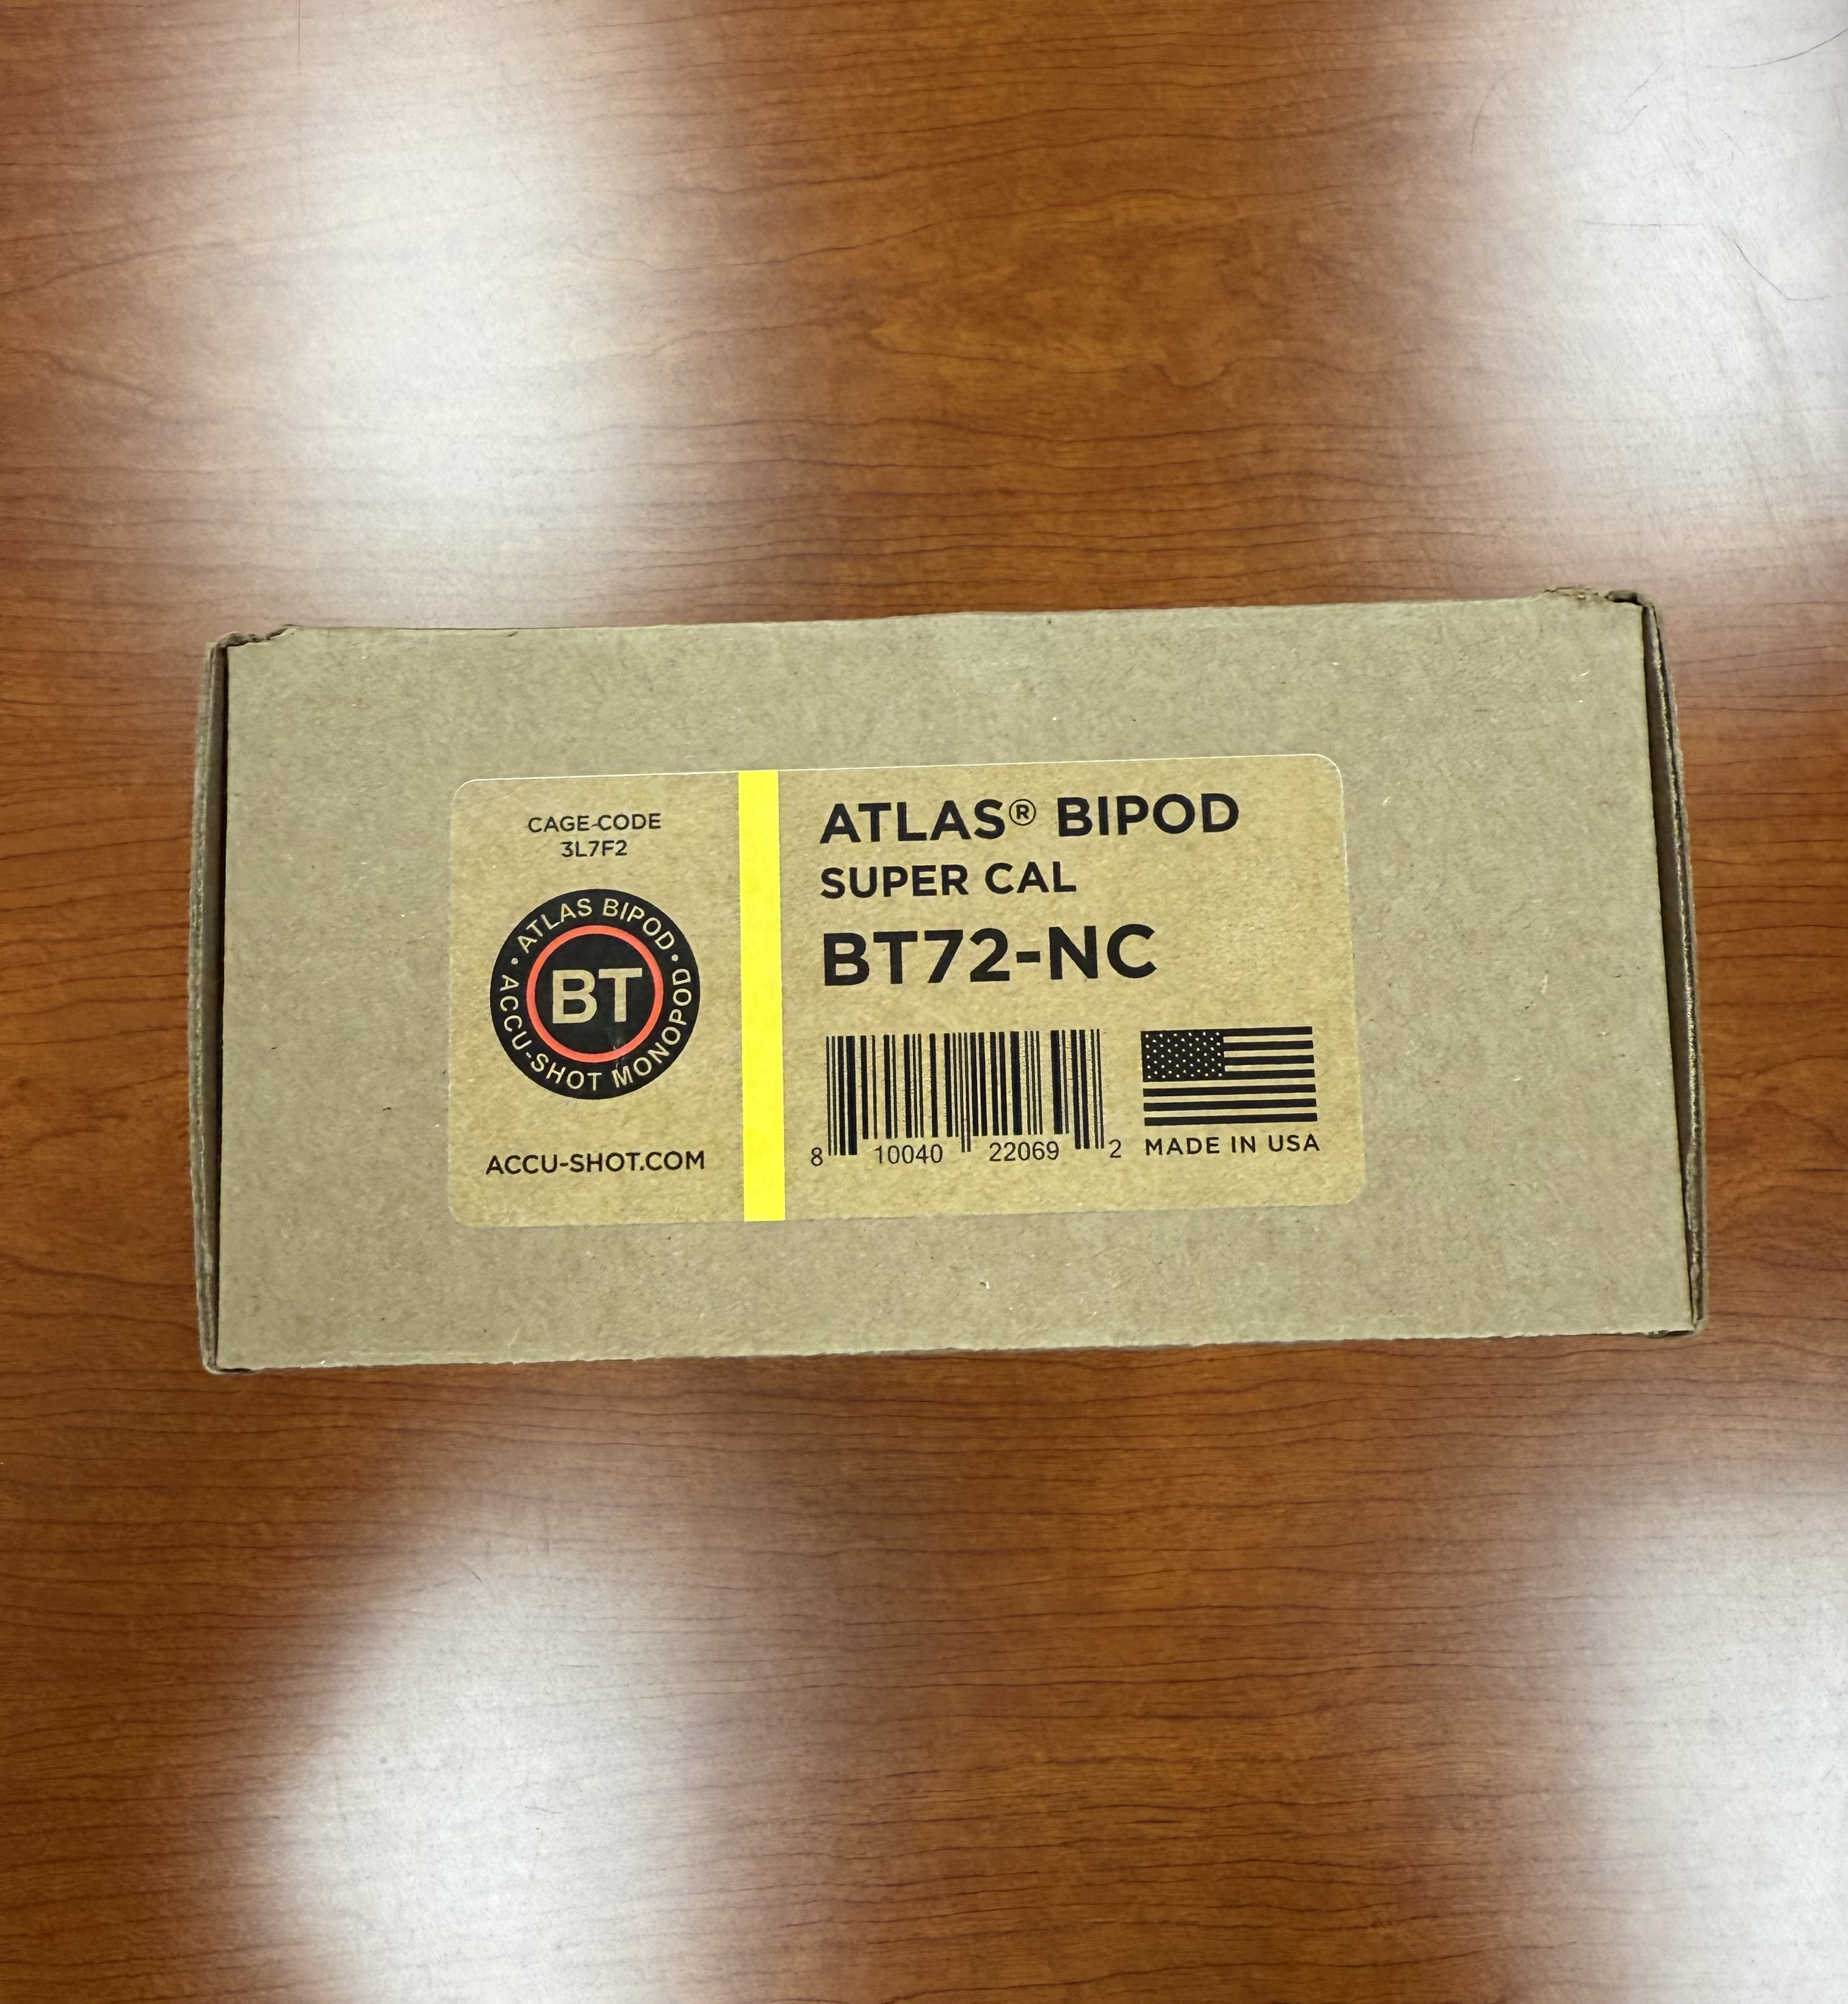 CAGE-CODE
3L7F2
• ATLAS BIPOD •
BT
ACCU-SHOT MONOPOD
ACCU-SHOT.COM
ATLAS® BIPOD
SUPER CAL
BT72-NC
8 10040 22069 2
MADE IN USA